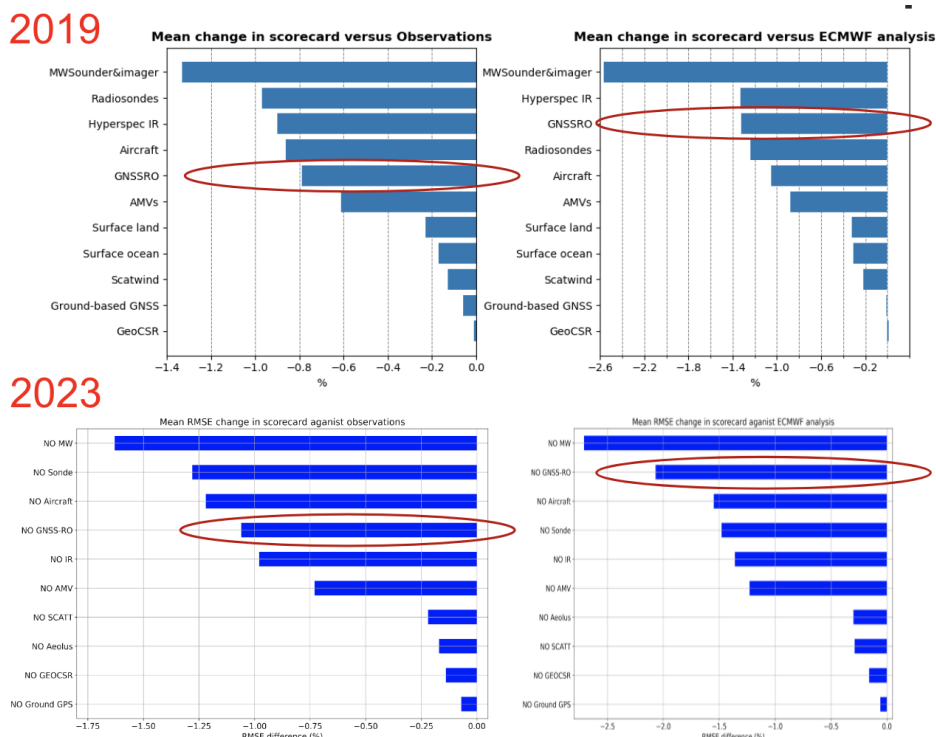 2019
Mean change in scorecard versus Observations
MWSounder&imager
Radiosondes
Hyperspec IR
Aircraft
GNSSRO
AMVs
Surface land
Surface ocean
Scatwind
Ground-based GNSS
GeoCSR
−1.4 −1.2 −1.0 −0.8 −0.6 −0.4 −0.2 0.0
%
Mean change in scorecard versus ECMWF analysis
MWSounder&imager
Hyperspec IR
GNSSRO
Radiosondes
Aircraft
AMVs
Surface land
Surface ocean
Scatwind
Ground-based GNSS
GeoCSR
−2.6 −2.2 −1.8 −1.4 −1.0 −0.6 −0.2
%
2023
Mean RMSE change in scorecard aganist observations
NO MW
NO Sonde
NO Aircraft
NO GNSS-RO
NO IR
NO AMV
NO SCATT
NO Aeolus
NO GEOCSR
NO Ground GPS
−1.75 −1.50 −1.25 −1.00 −0.75 −0.50 −0.25 0.00
RMSE difference (%)
Mean RMSE change in scorecard aganist ECMWF analysis
NO MW
NO GNSS-RO
NO Aircraft
NO Sonde
NO IR
NO AMV
NO Aeolus
NO SCATT
NO GEOCSR
NO Ground GPS
−2.5 −2.0 −1.5 −1.0 −0.5 0.0
RMSE difference (%)